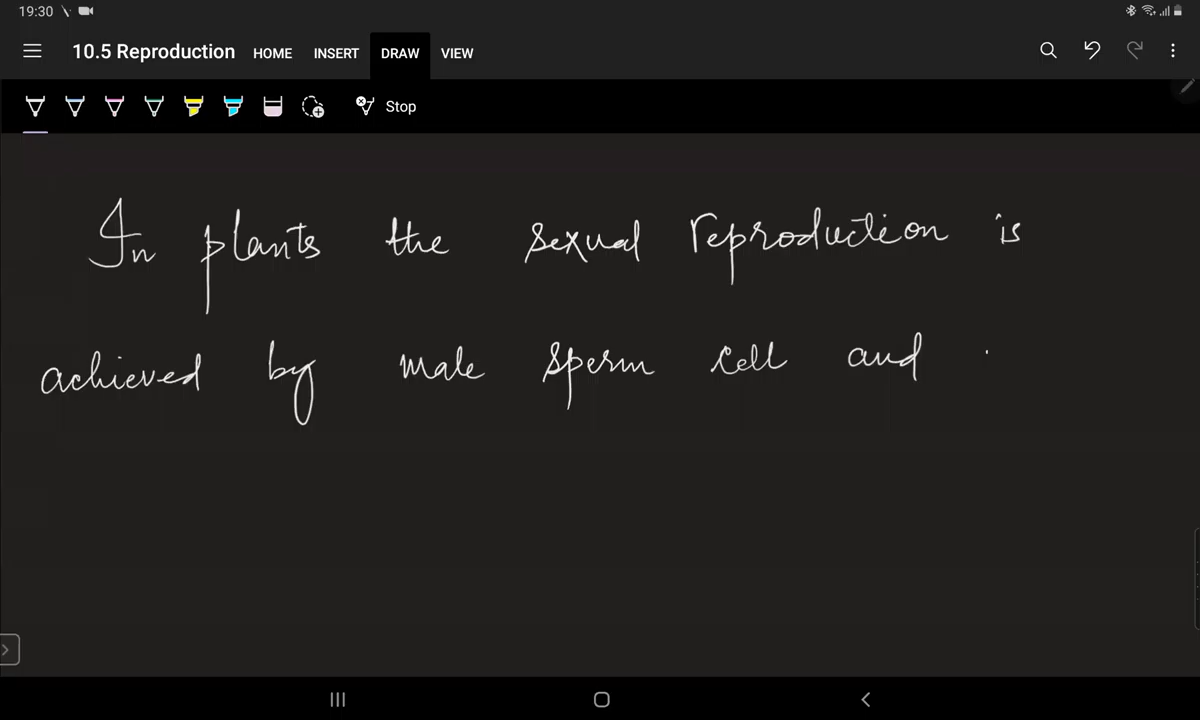 19:30
10.5 Reproduction HOME INSERT DRAW VIEW
Stop
In plants the sexual reproduction is
achieved by male sperm cell and